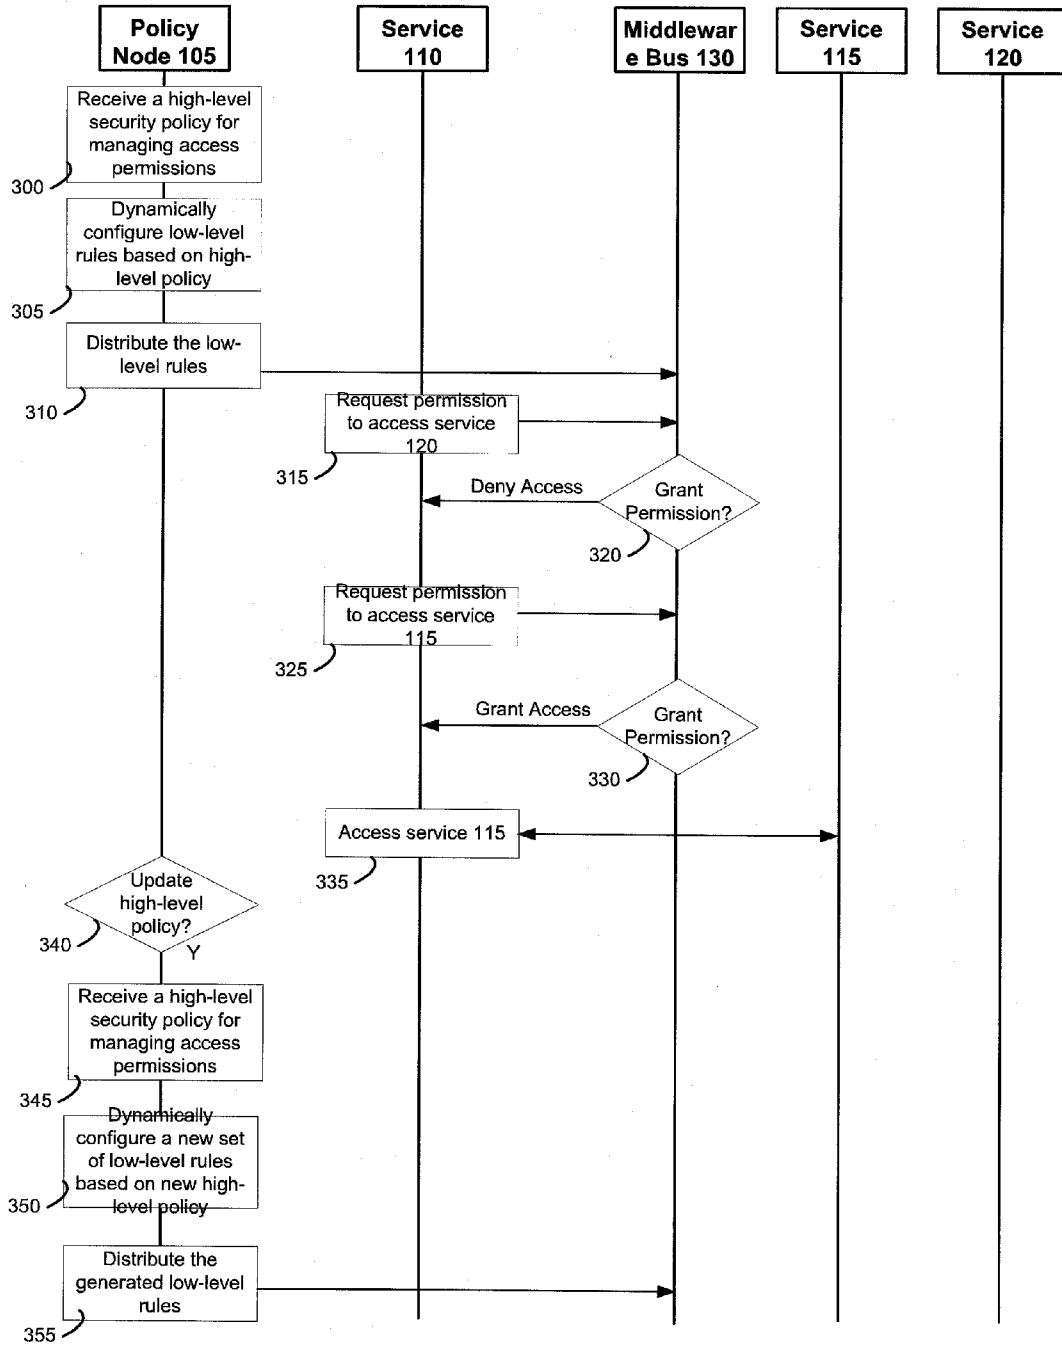 Policy
Node 105
Service
110
Middlewar
e Bus 130
Service
115
Service
120
Receive a high-level
security policy for
managing access
permissions
300
Dynamically
configure low-level
rules based on high-
level policy
305
Distribute the low-
level rules
310
Request permission
to access service
120
315
Deny Access
Grant
Permission?
320
Request permission
to access service
115
325
Grant Access
Grant
Permission?
330
Access service 115
335
Update
high-level
policy?
340
Y
Receive a high-level
security policy for
managing access
permissions
345
Dynamically
configure a new set
of low-level rules
based on new high-
level policy
350
Distribute the
generated low-level
rules
355